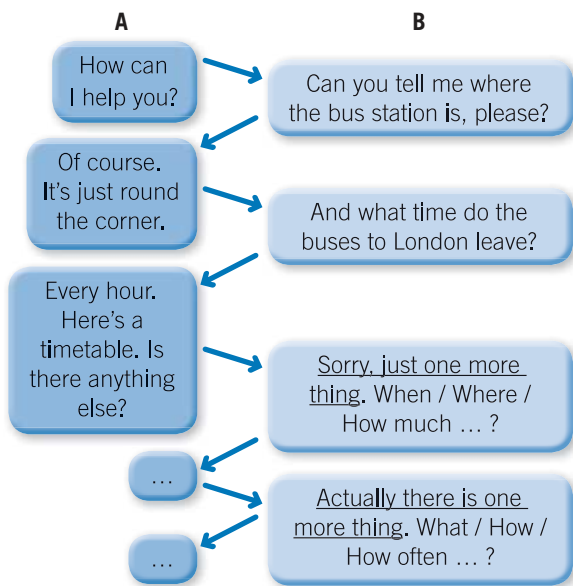 A
B
How can
I help you?
Can you tell me where
the bus station is, please?
Of course.
It's just round
the corner.
And what time do the
buses to London leave?
Every hour.
Here's a
timetable. Is
there anything
else?
Sorry, just one more
thing. When / Where /
How much ... ?
...
Actually there is one
more thing. What / How /
How often ... ?
...